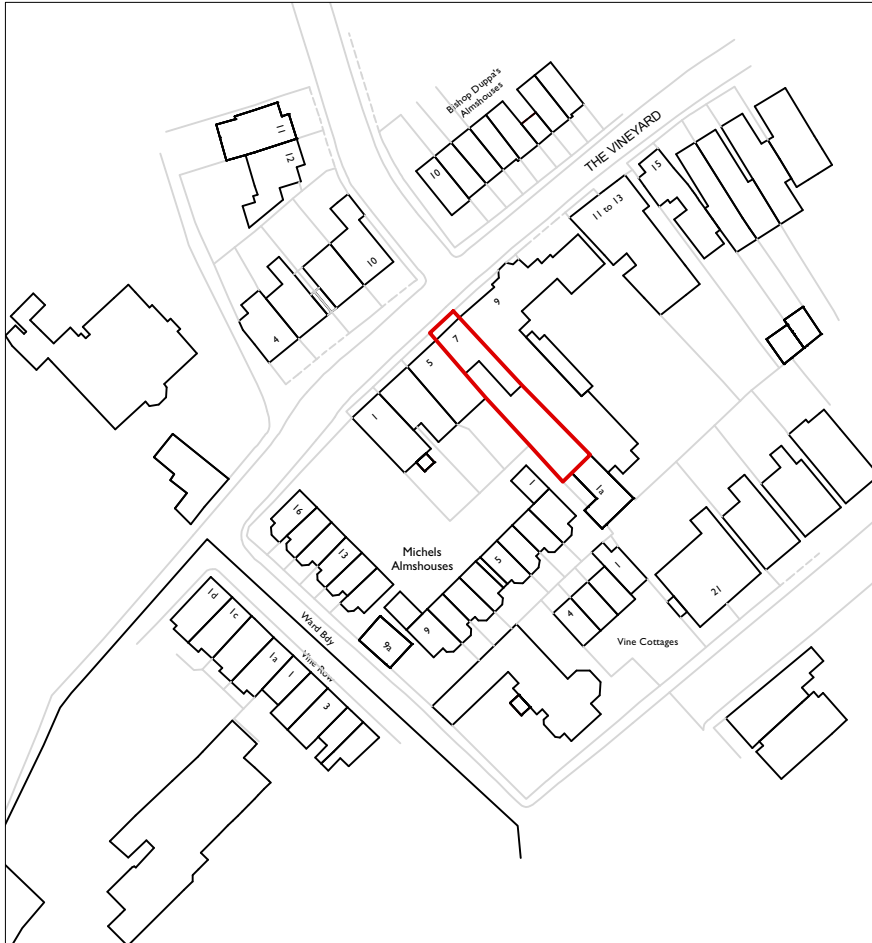 Bishop Duppa's
Almshouses
THE VINEYARD
11
12
10
15
11 to 13
10
9
4
7
5
1
1
1a
16
13
Michels
Almshouses
5
1
21
4
9
9a
Vine Cottages
Ward Bdy
Vine Row
1d
1c
1a
1
3